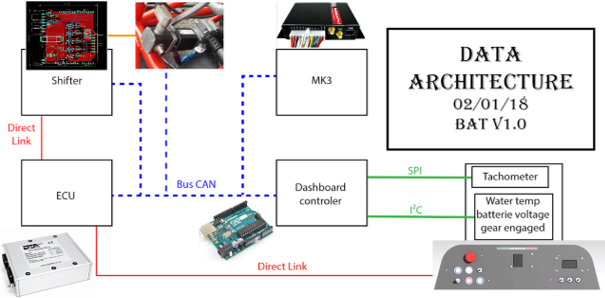 DATA
ARCHITECTURE
02/01/18
BAT V1.0
Shifter
MK3
Direct
Link
ECU
Bus CAN
Dashboard
controler
SPI
Tachometer
I²C
Water temp
batterie voltage
gear engaged
Direct Link